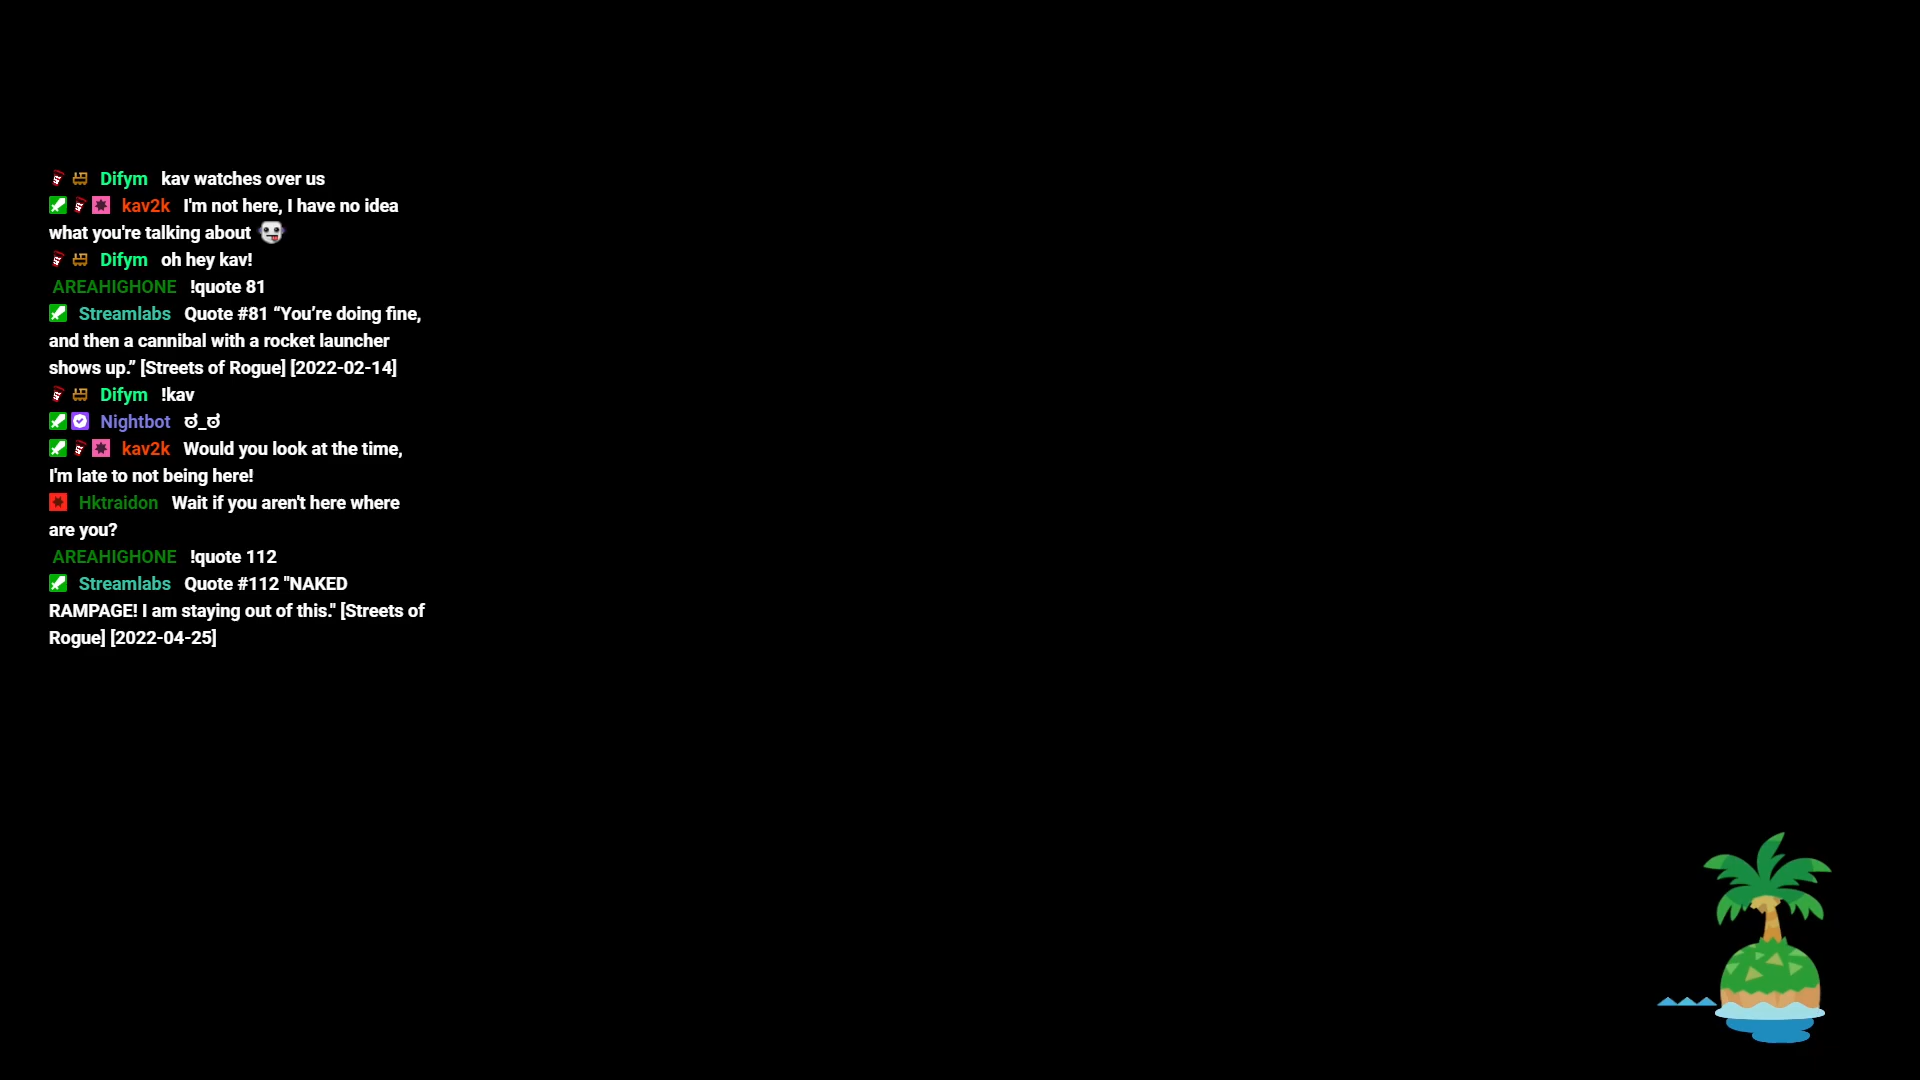 Difym kav watches over us
kav2k I'm not here, I have no idea
what you're talking about
Difym oh hey kav!
AREAHIGHONE !quote 81
Streamlabs Quote #81 “You’re doing fine,
and then a cannibal with a rocket launcher
shows up.” [Streets of Rogue] [2022-02-14]
Difym !kav
Nightbot ಠ_ಠ
kav2k Would you look at the time,
I'm late to not being here!
Hktraidon Wait if you aren't here where
are you?
AREAHIGHONE !quote 112
Streamlabs Quote #112 "NAKED
RAMPAGE! I am staying out of this." [Streets of
Rogue] [2022-04-25]